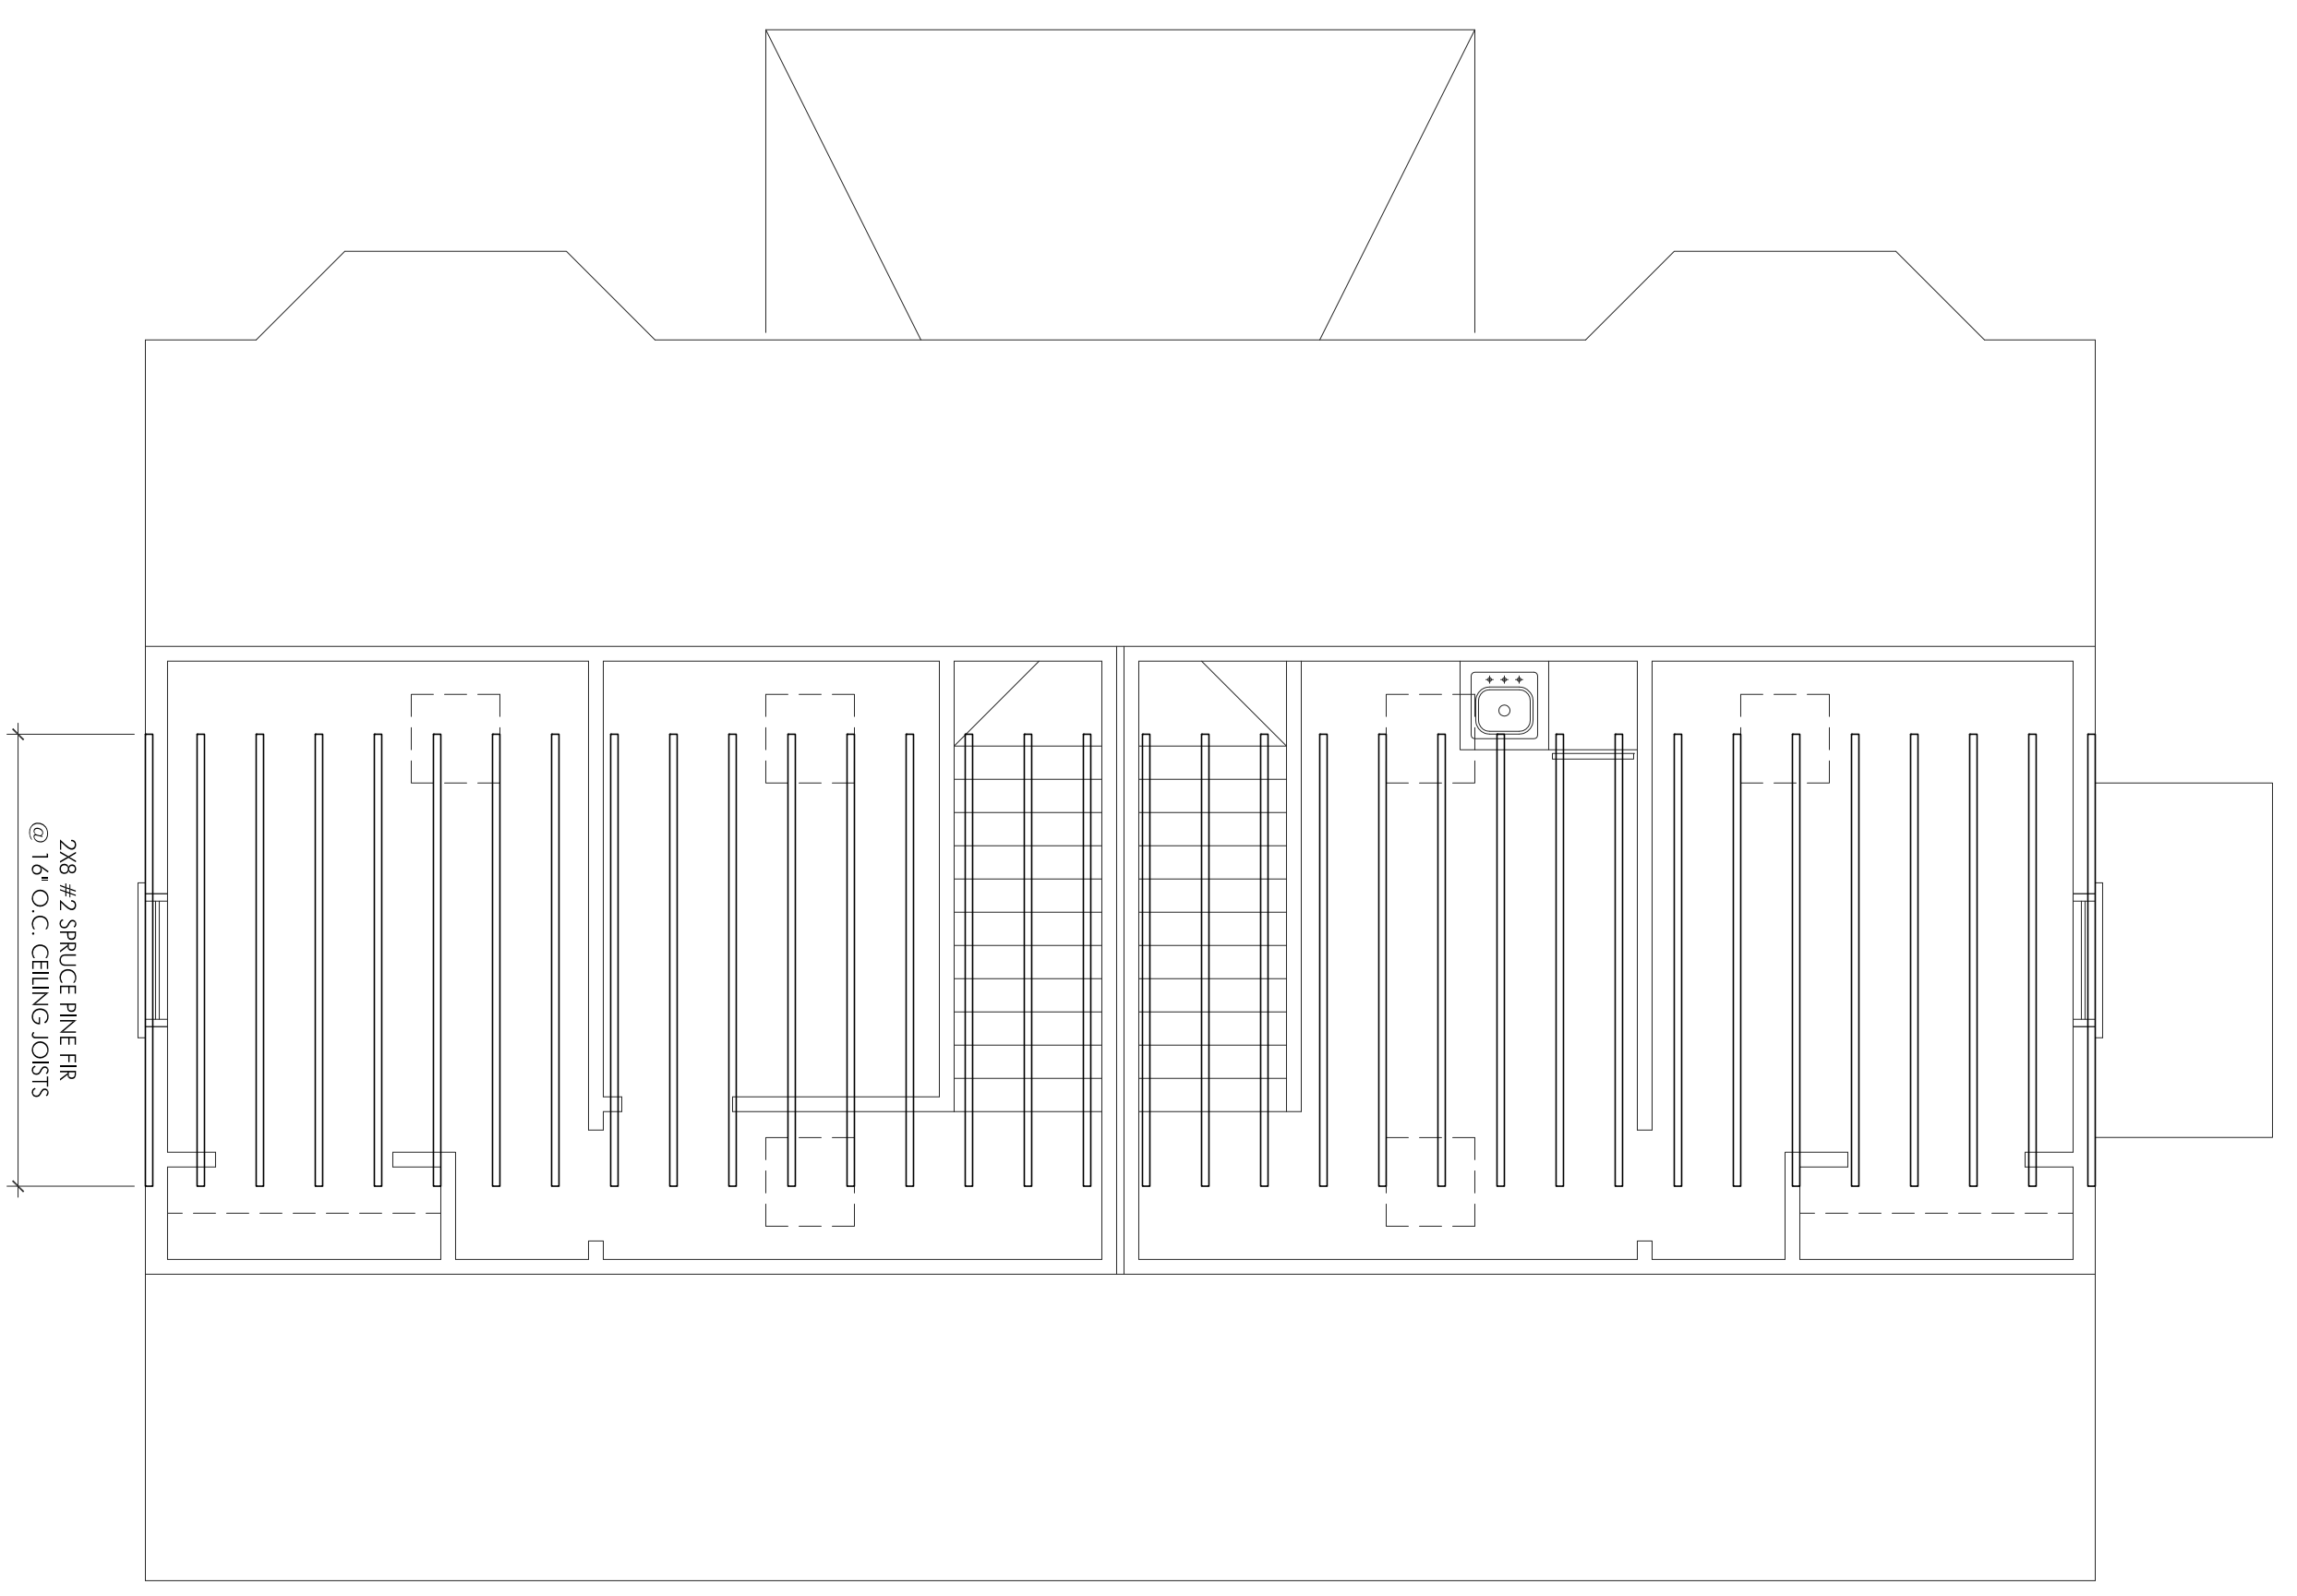 2X8 #2 SPRUCE PINE FIR
@ 16" O.C. CEILING JOISTS